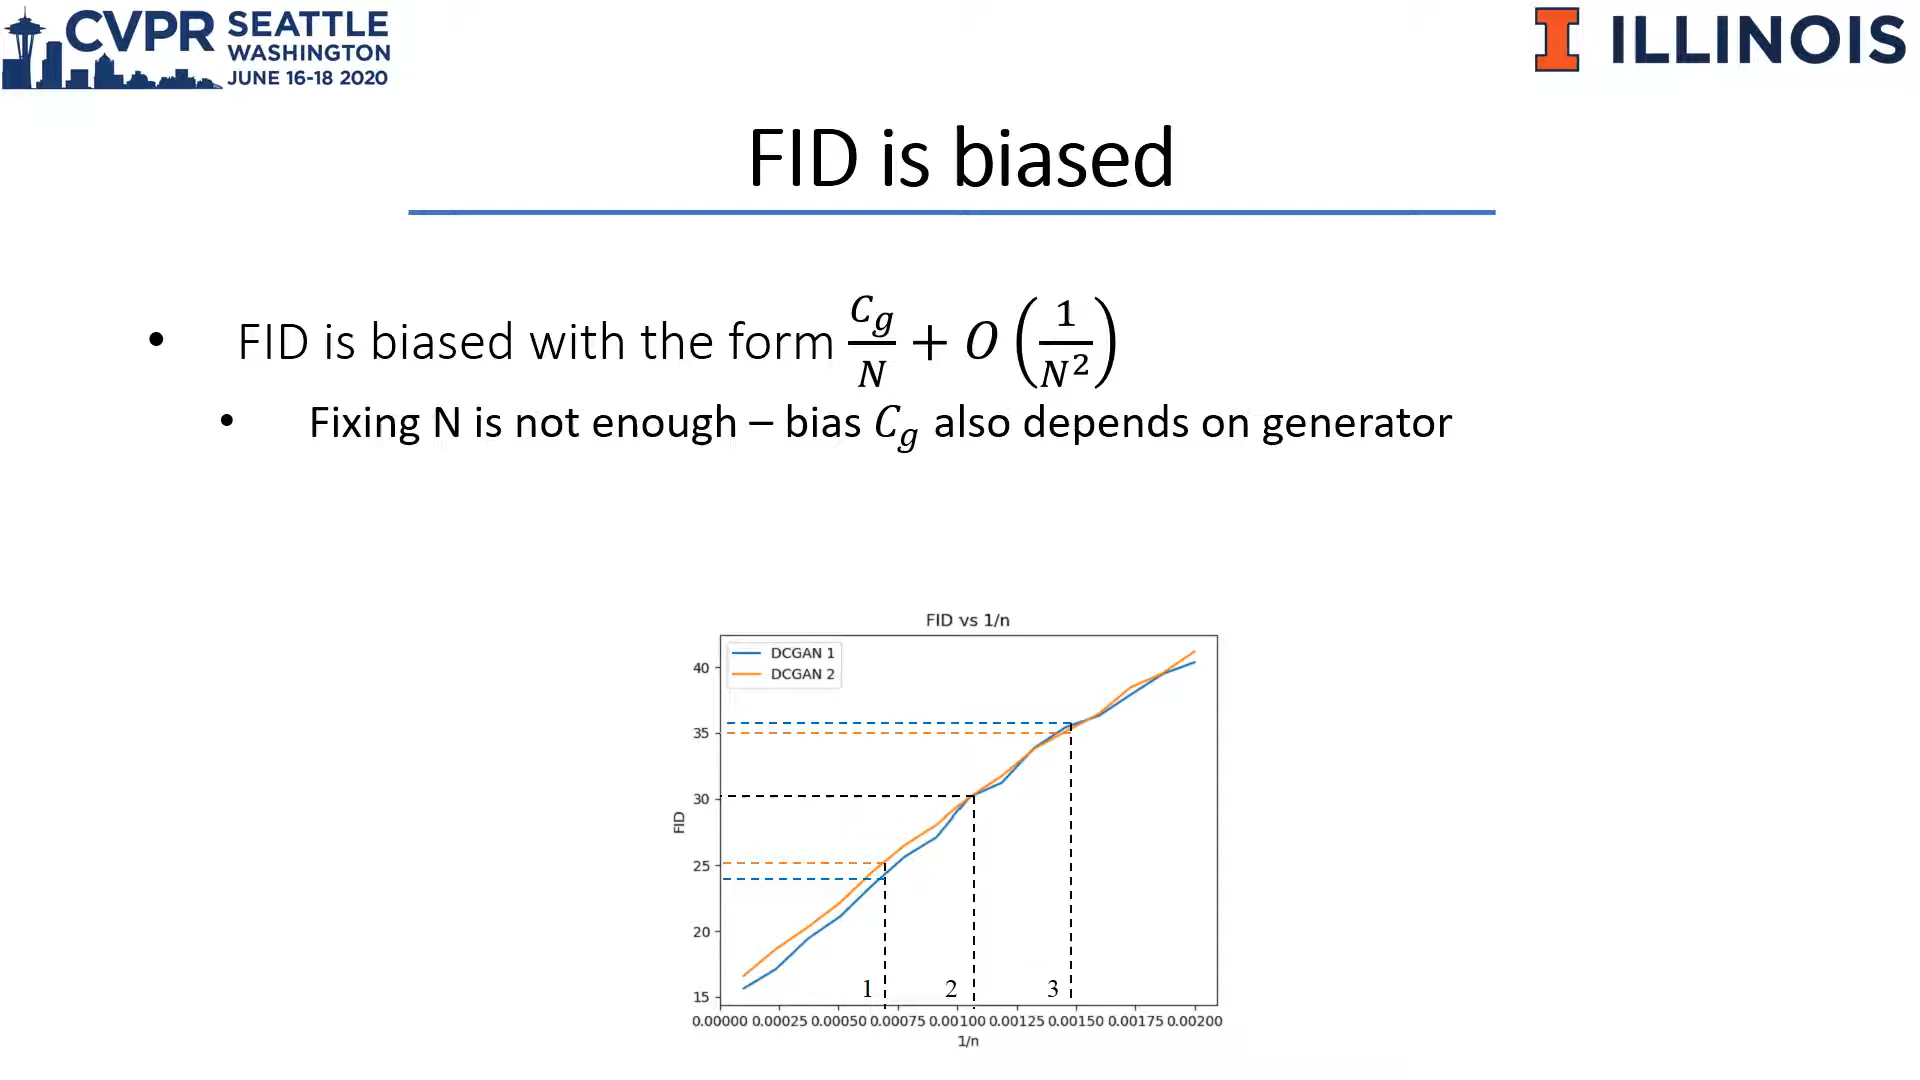 CVPR SEATTLE
WASHINGTON
JUNE 16-18 2020
ILLINOIS
FID is biased
• FID is biased with the form C_g/N + O(1/N²)
• Fixing N is not enough – bias C_g also depends on generator
FID vs 1/n
DCGAN 1
DCGAN 2
40
35
30
25
20
15
FID
1 2 3
0.00000 0.00025 0.00050 0.00075 0.00100 0.00125 0.00150 0.00175 0.00200
1/n